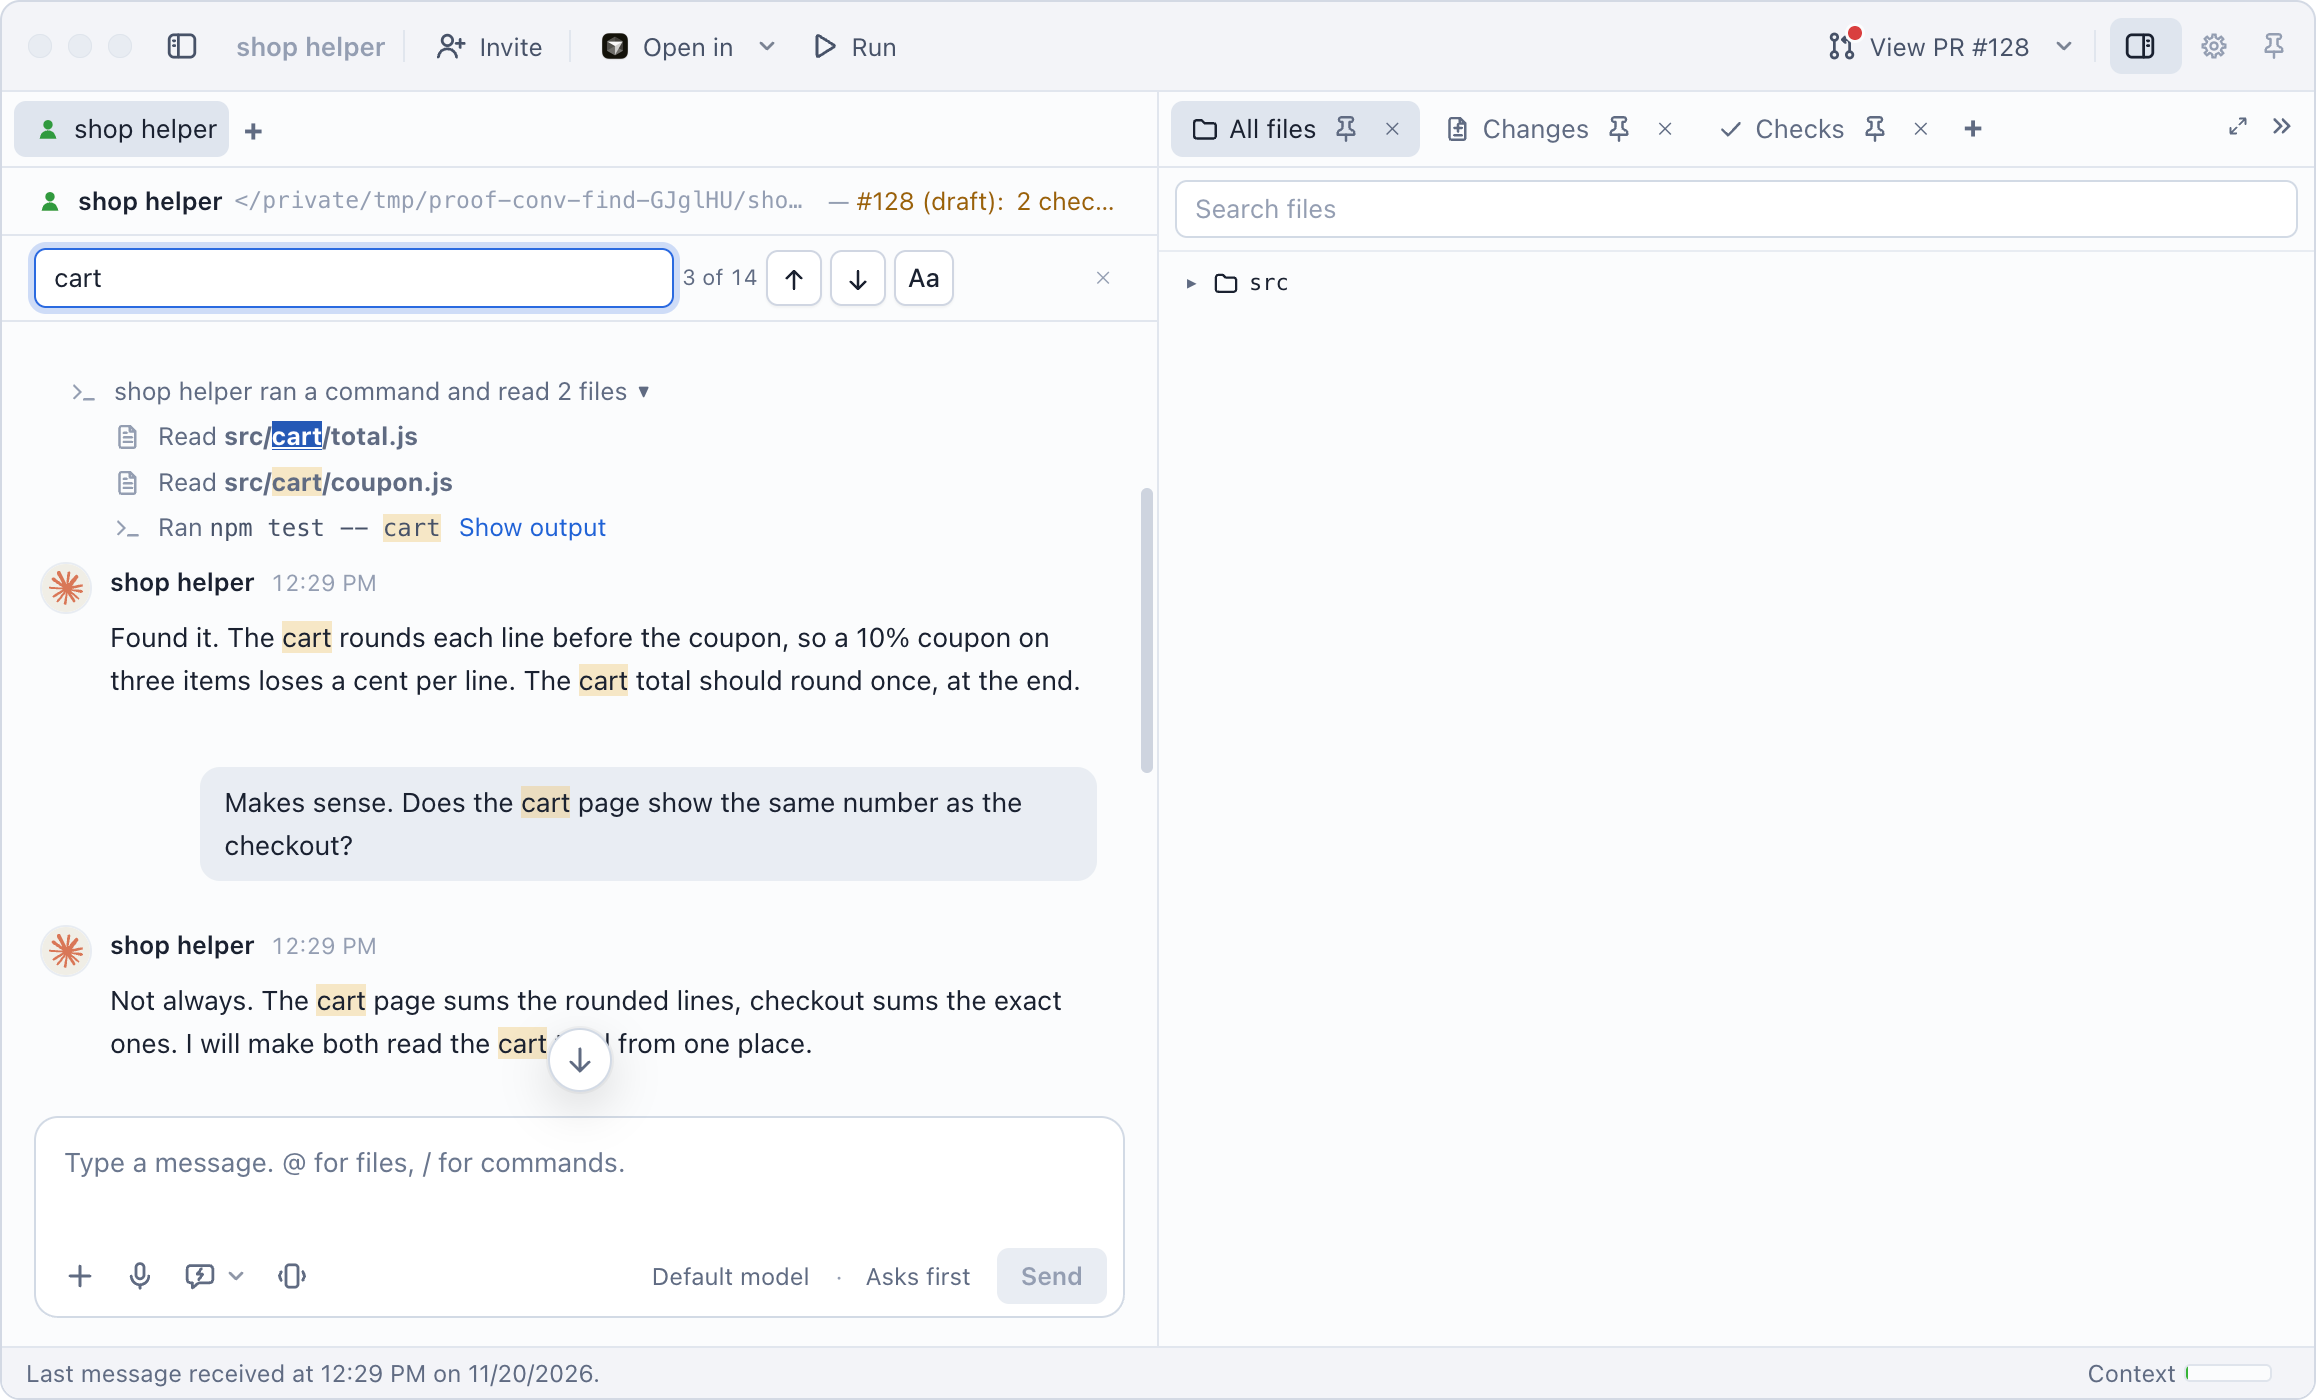 shop helper
Invite
Open in
Run
View PR #128
shop helper
All files
Changes
Checks
shop helper </private/tmp/proof-conv-find-GJglHU/sho… — #128 (draft): 2 chec…
Search files
cart
3 of 14
Aa
src
shop helper ran a command and read 2 files
Read src/cart/total.js
Read src/cart/coupon.js
Ran npm test -- cart Show output
shop helper 12:29 PM
Found it. The cart rounds each line before the coupon, so a 10% coupon on
three items loses a cent per line. The cart total should round once, at the end.
Makes sense. Does the cart page show the same number as the
checkout?
shop helper 12:29 PM
Not always. The cart page sums the rounded lines, checkout sums the exact
ones. I will make both read the cart from one place.
Type a message. @ for files, / for commands.
Default model · Asks first
Send
Last message received at 12:29 PM on 11/20/2026.
Context